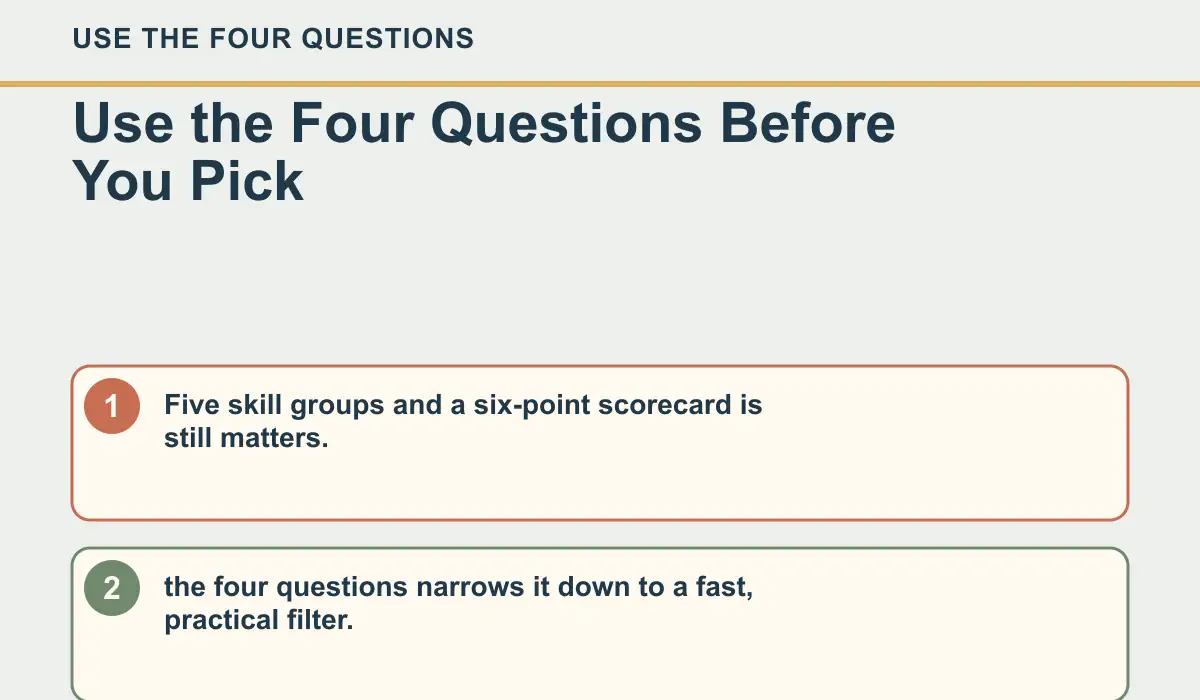 USE THE FOUR QUESTIONS
Use the Four Questions Before
You Pick
1
Five skill groups and a six-point scorecard is
still matters.
2
the four questions narrows it down to a fast,
practical filter.